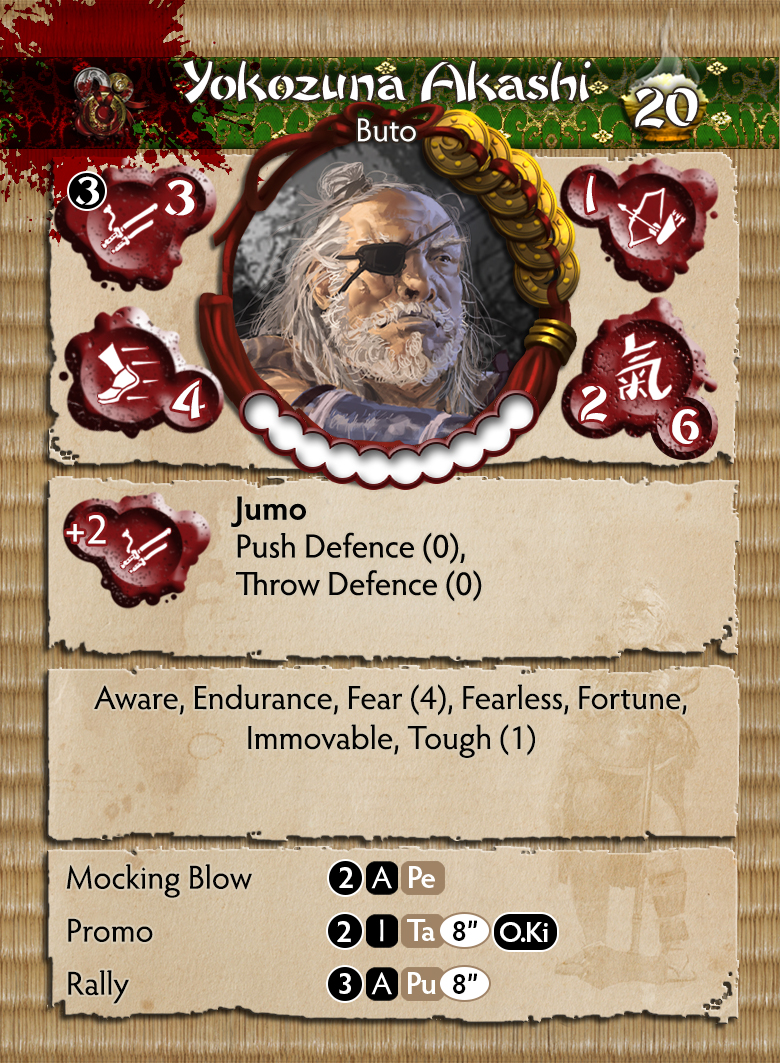 Yokozuna Akashi
20
Buto
3 3
1
4
氣
2 6
+2
Jumo
Push Defence (0),
Throw Defence (0)
Aware, Endurance, Fear (4), Fearless, Fortune,
Immovable, Tough (1)
Mocking Blow 2 A Pe
Promo 2 I Ta 8” O.Ki
Rally 3 A Pu 8”